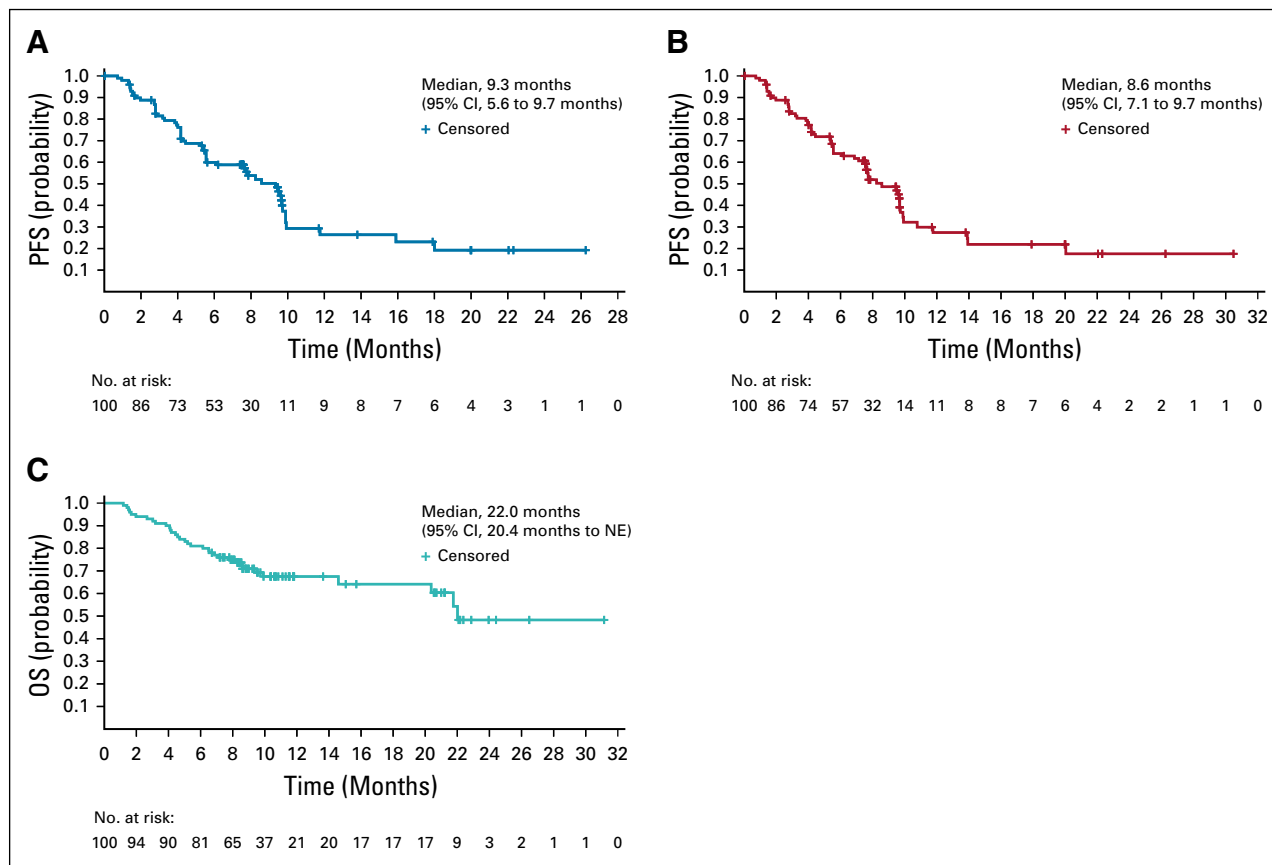 A
PFS (probability)
1.0
0.9
0.8
0.7
0.6
0.5
0.4
0.3
0.2
0.1
Median, 9.3 months
(95% CI, 5.6 to 9.7 months)
Censored
0 2 4 6 8 10 12 14 16 18 20 22 24 26 28
Time (Months)
No. at risk:
100 86 73 53 30 11 9 8 7 6 4 3 1 1 0
B
PFS (probability)
1.0
0.9
0.8
0.7
0.6
0.5
0.4
0.3
0.2
0.1
Median, 8.6 months
(95% CI, 7.1 to 9.7 months)
Censored
0 2 4 6 8 10 12 14 16 18 20 22 24 26 28 30 32
Time (Months)
No. at risk:
100 86 74 57 32 14 11 8 8 7 6 4 2 2 1 1 0
C
OS (probability)
1.0
0.9
0.8
0.7
0.6
0.5
0.4
0.3
0.2
0.1
Median, 22.0 months
(95% CI, 20.4 months to NE)
Censored
0 2 4 6 8 10 12 14 16 18 20 22 24 26 28 30 32
Time (Months)
No. at risk:
100 94 90 81 65 37 21 20 17 17 17 9 3 2 1 1 0